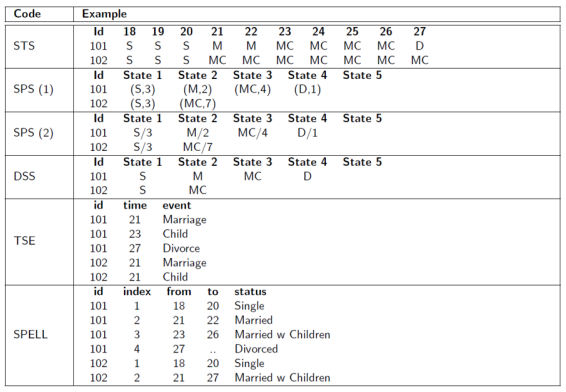 Code Example
Id 18 19 20 21 22 23 24 25 26 27
STS 101 S S S M M MC MC MC MC D
102 S S S MC MC MC MC MC MC MC
Id State 1 State 2 State 3 State 4 State 5
SPS (1) 101 (S,3) (M,2) (MC,4) (D,1)
102 (S,3) (MC,7)
Id State 1 State 2 State 3 State 4 State 5
SPS (2) 101 S/3 M/2 MC/4 D/1
102 S/3 MC/7
Id State 1 State 2 State 3 State 4 State 5
DSS 101 S M MC D
102 S MC
id time event
101 21 Marriage
101 23 Child
TSE 101 27 Divorce
102 21 Marriage
102 21 Child
id index from to status
101 1 18 20 Single
101 2 21 22 Married
SPELL 101 3 23 26 Married w Children
101 4 27 .. Divorced
102 1 18 20 Single
102 2 21 27 Married w Children